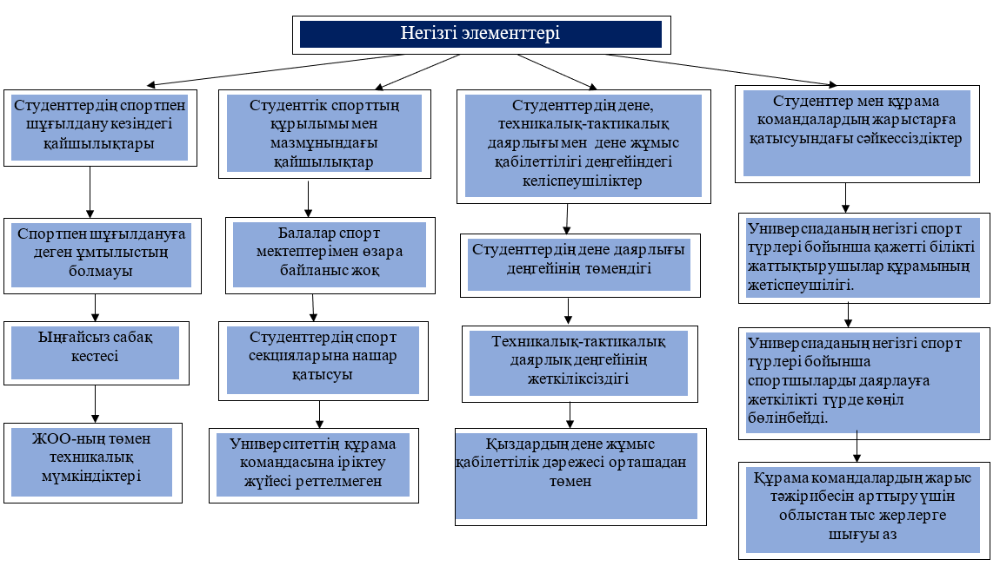 Негізгі элементтері
Студенттердің спортпен
шұғылдану кезіндегі
қайшылықтары
Спортпен шұғылдануға
деген ұмтылыстың
болмауы
Ыңғайсыз сабақ
кестесі
ЖОО-ның төмен
техникалық
мүмкіндіктері
Студенттік спорттың
құрылымы мен
мазмұнындағы
қайшылықтар
Балалар спорт
мектептерімен өзара
байланыс жоқ
Студенттердің спорт
секцияларына нашар
қатысуы
Университеттің құрама
командасына іріктеу
жүйесі реттелмеген
Студенттердің дене,
техникалық-тактикалық
даярлығы мен дене жұмыс
қабілеттілігі деңгейіндегі
келіспеушіліктер
Студенттердің дене даярлығы
деңгейінің төмендігі
Техникалық-тактикалық
даярлық деңгейінің
жеткіліксіздігі
Қыздардың дене жұмыс
қабілеттілік дәрежесі орташадан
төмен
Студенттер мен құрама
командалардың жарыстарға
қатысуындағы сәйкессіздіктер
Универсиаданың негізгі спорт
түрлері бойынша қажетті білікті
жаттықтырушылар құрамының
жетіспеушілігі.
Универсиаданың негізгі спорт
түрлері бойынша
спортшыларды даярлауға
жеткілікті түрде көңіл
бөлінбейді.
Құрама командалардың жарыс
тәжірибесін арттыру үшін
облыстан тыс жерлерге
шығуы аз